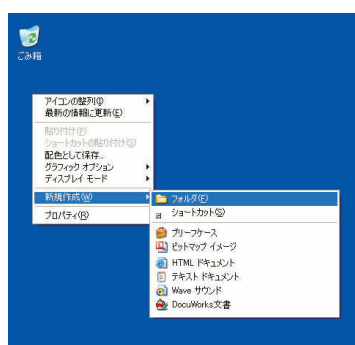 ごみ箱
アイコンの整列(I)
最新の情報に更新(E)
貼り付け(P)
ショートカットの貼り付け(S)
配色として保存...
グラフィック オプション
ディスプレイ モード
新規作成(W)
プロパティ(R)
フォルダ(F)
ショートカット(S)
ブリーフケース
ビットマップ イメージ
HTML ドキュメント
テキスト ドキュメント
Wave サウンド
DocuWorks文書